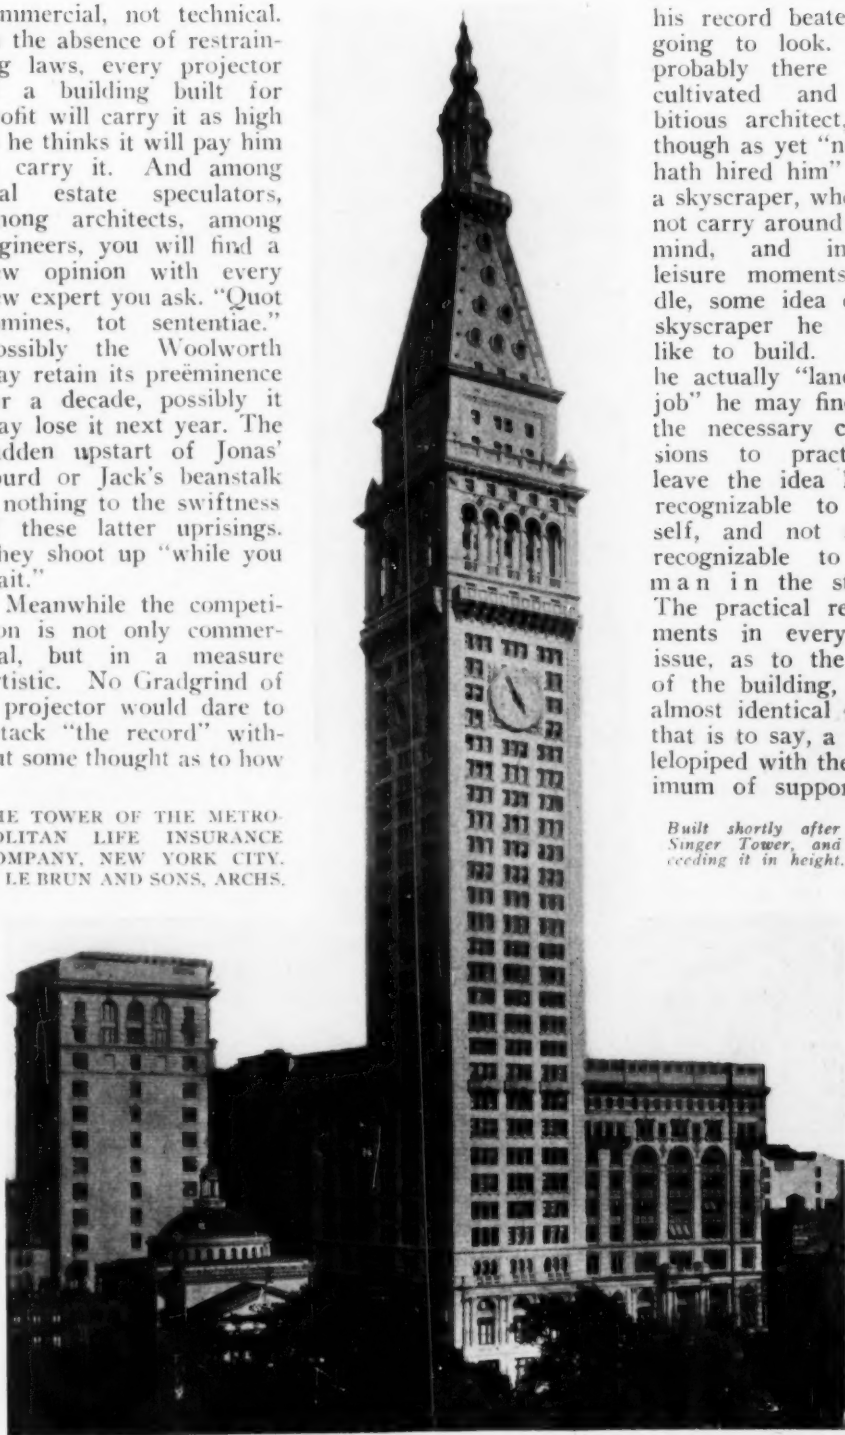 mmercial, not technical.
the absence of restrain-
g laws, every projector
a building built for
ofit will carry it as high
he thinks it will pay him
carry it. And among
al estate speculators,
nong architects, among
gineers, you will find a
ew opinion with every
ew expert you ask. "Quot
mines, tot sententiae."
ossibly the Woolworth
ay retain its preëminence
r a decade, possibly it
ay lose it next year. The
dden upstart of Jonas'
urd or Jack's beanstalk
nothing to the swiftness
these latter uprisings.
hey shoot up "while you
ait."
Meanwhile the competi-
on is not only commer-
al, but in a measure
rtistic. No Gradgrind of
projector would dare to
tack "the record" with-
ut some thought as to how
HE TOWER OF THE METRO-
OLITAN LIFE INSURANCE
OMPANY, NEW YORK CITY.
LE BRUN AND SONS, ARCHS.
his record beate
going to look.
probably there
cultivated and
bitious architect,
though as yet "n
hath hired him"
a skyscraper, wh
not carry around
mind, and in
leisure moments
dle, some idea o
skyscraper he
like to build.
he actually "lanc
job" he may find
the necessary c
sions to pract
leave the idea l
recognizable to
self, and not
recognizable to
man in the st
The practical re
ments in every
issue, as to the
of the building,
almost identical
that is to say, a
lelopiped with the
imum of suppor
Built shortly after
Singer Tower, and
ceeding it in height.